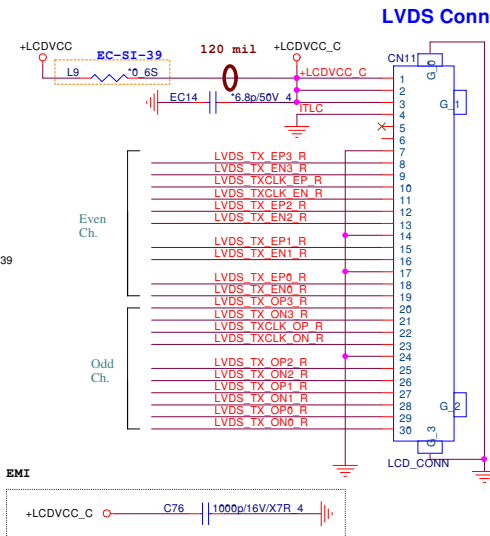 LVDS Conn
+LCDVCC
EC-SI-39
120 mil
+LCDVCC_C
CN11
L9
*0_6S
+LCDVCC_C
G_0
1
2
EC14
*6.8p/50V_4
3
G_1
ITLC
4
5
6
7
LVDS_TX_EP3_R
8
LVDS_TX_EN3_R
9
LVDS_TXCLK_EP_R
10
LVDS_TXCLK_EN_R
11
LVDS_TX_EP2_R
12
Even
Ch.
LVDS_TX_EN2_R
13
14
LVDS_TX_EP1_R
15
LVDS_TX_EN1_R
16
39
17
LVDS_TX_EP0_R
18
LVDS_TX_EN0_R
19
LVDS_TX_OP3_R
20
LVDS_TX_ON3_R
21
LVDS_TXCLK_OP_R
22
LVDS_TXCLK_ON_R
23
24
Odd
Ch.
LVDS_TX_OP2_R
25
LVDS_TX_ON2_R
26
LVDS_TX_OP1_R
27
LVDS_TX_ON1_R
28
G_2
LVDS_TX_OP0_R
29
LVDS_TX_ON0_R
30
G_3
LCD_CONN
EMI
+LCDVCC_C
C76
1000p/16V/X7R_4